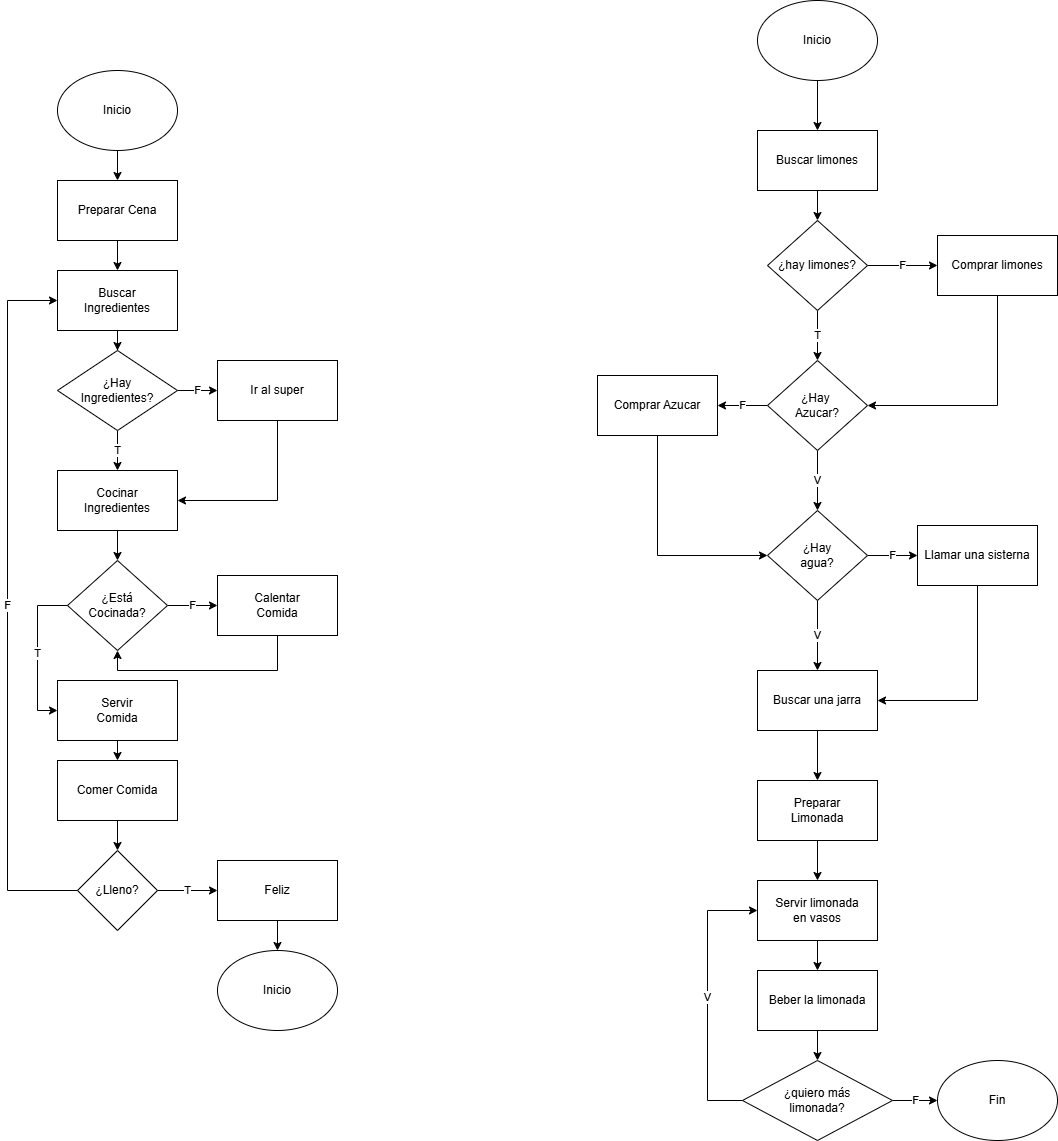 Inicio
Preparar Cena
Buscar
Ingredientes
¿Hay
Ingredientes?
F
Ir al super
T
Cocinar
Ingredientes
¿Está
Cocinada?
F
Calentar
Comida
F
T
Servir
Comida
Comer Comida
¿Lleno?
T
Feliz
Inicio
Inicio
Buscar limones
¿hay limones?
F
Comprar limones
T
Comprar Azucar
F
¿Hay
Azucar?
V
¿Hay
agua?
F
Llamar una sisterna
V
Buscar una jarra
Preparar
Limonada
Servir limonada
en vasos
V
Beber la limonada
¿quiero más
limonada?
F
Fin